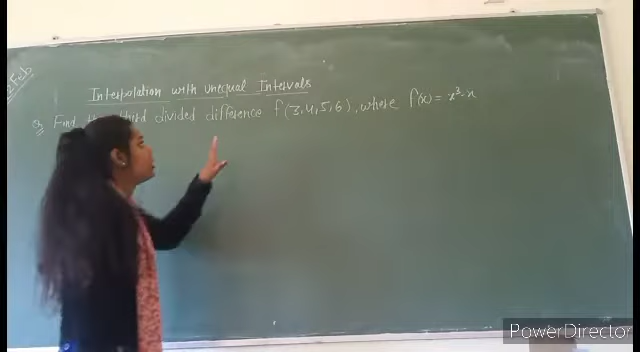 Interpolation with Unequal Intervals
Q, Find the third divided difference f(3,4,5,6), where f(x) = x³-x
PowerDirector